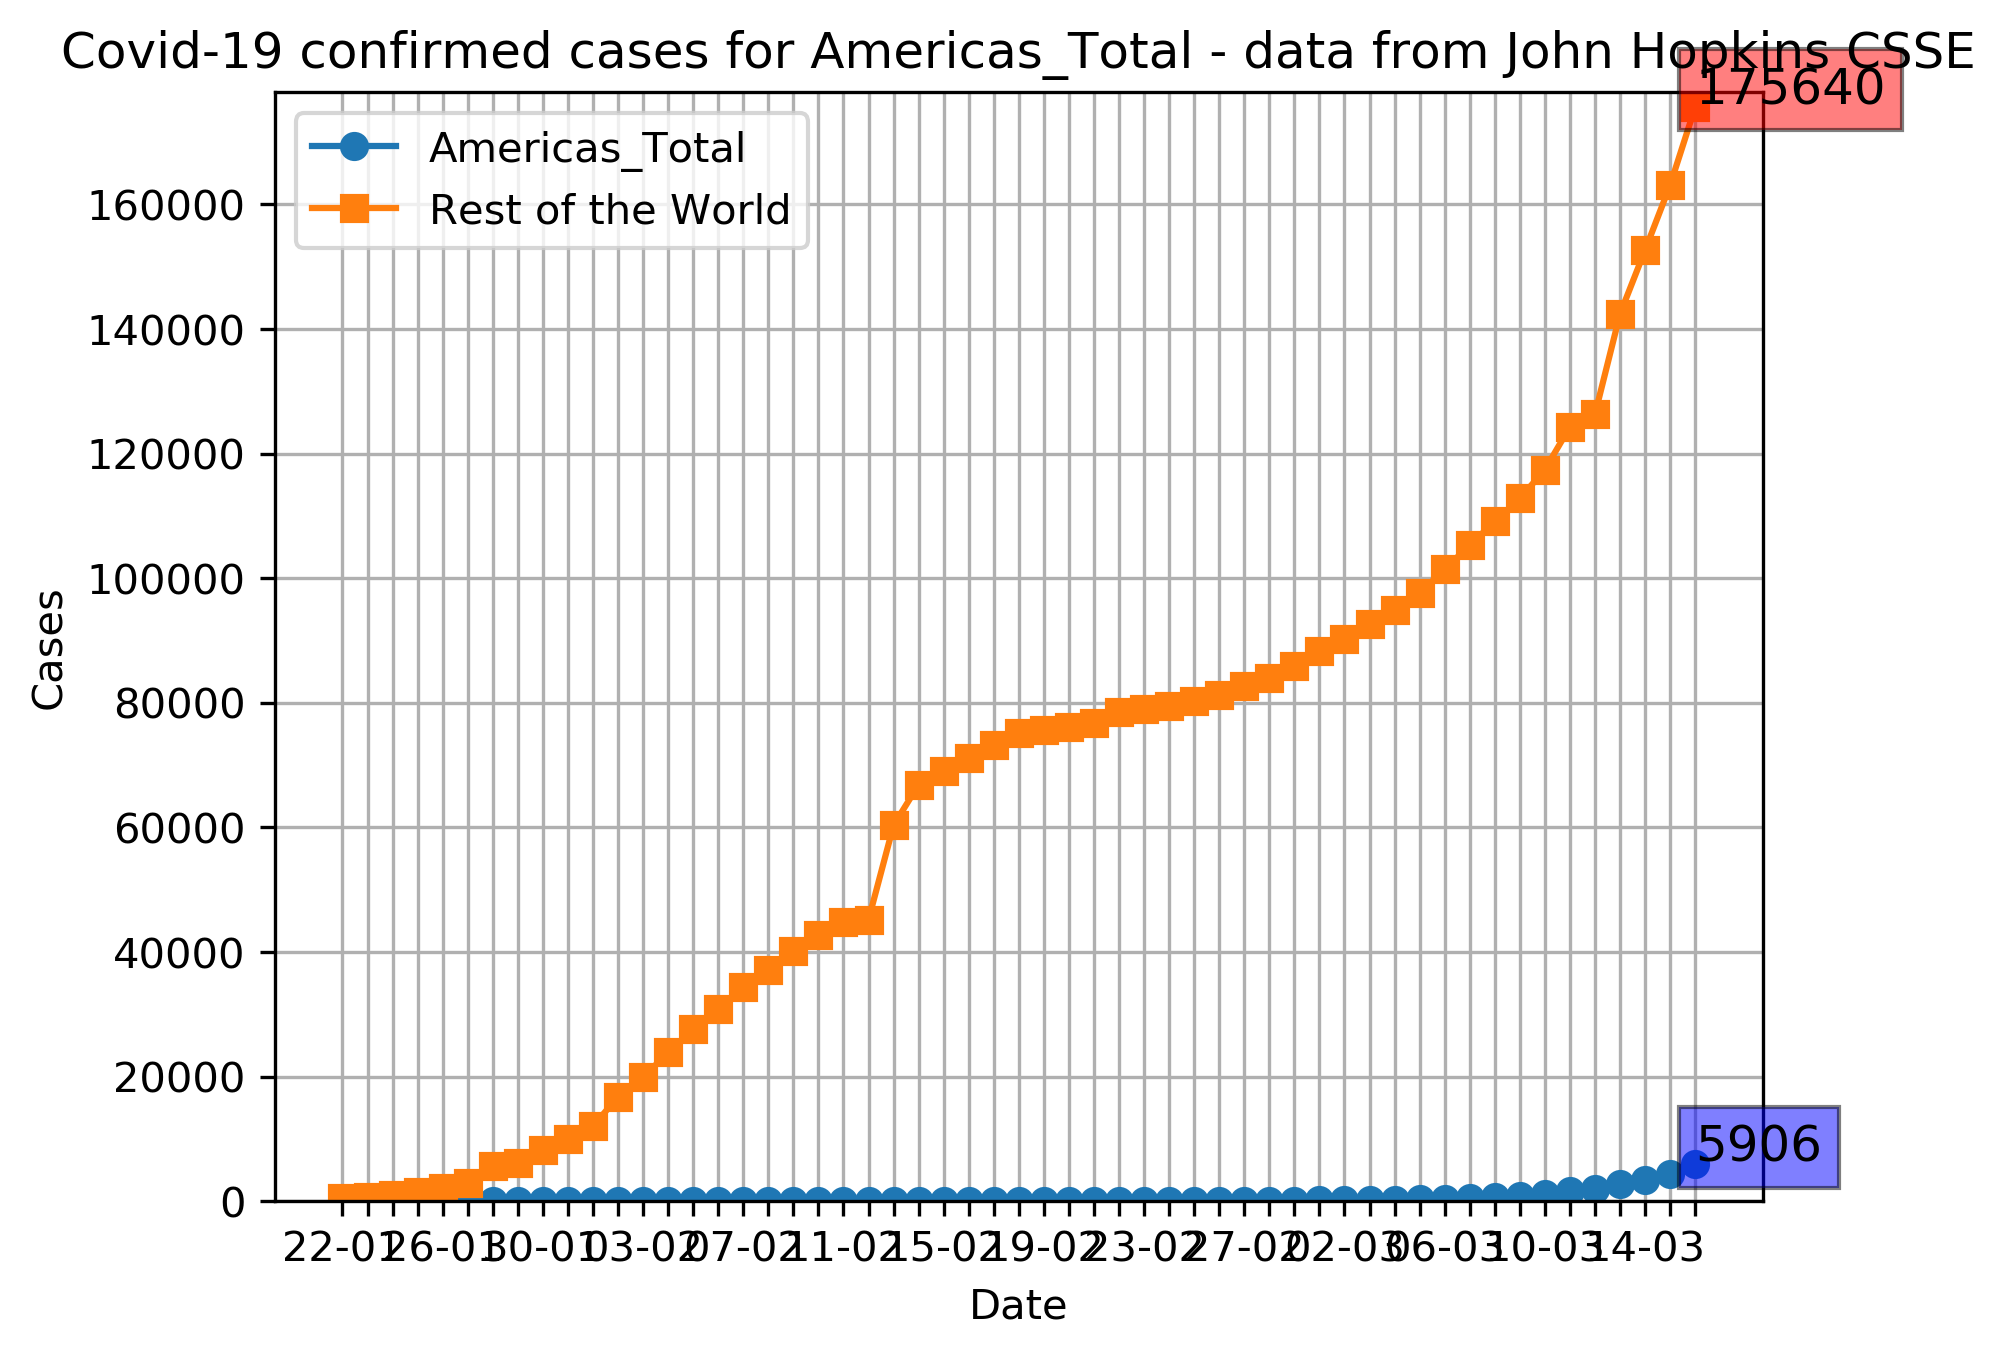 Covid-19 confirmed cases for Americas_Total - data from John Hopkins CSSE
175640
Americas_Total
Rest of the World
160000
140000
120000
100000
80000
60000
40000
20000
0
Cases
5906
22-01 26-01 30-01 03-02 07-02 11-02 15-02 19-02 23-02 27-02 02-03 06-03 10-03 14-03
Date